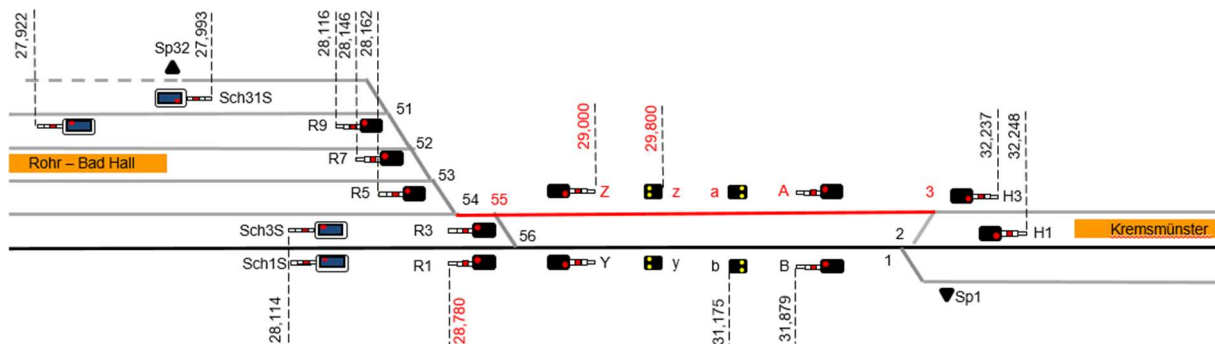 27,922
Sp32
27,993
28,116
28,146
28,162
Sch31S
51
R9
52
29,000
29,800
32,237
32,248
Rohr – Bad Hall
R7
53
R5
54
55
Z
z
a
A
3
H3
Sch3S
R3
56
2
H1
Kremsmünster
Sch1S
R1
Y
y
b
B
1
Sp1
28,114
28,780
31,175
31,879